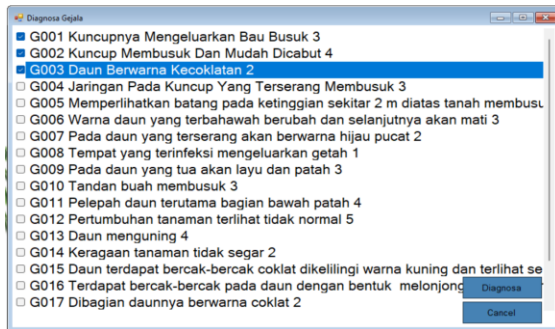 Diagnosa Gejala
G001 Kuncupnya Mengeluarkan Bau Busuk 3
G002 Kuncup Membusuk Dan Mudah Dicabut 4
G003 Daun Berwarna Kecoklatan 2
G004 Jaringan Pada Kuncup Yang Terserang Membusuk 3
G005 Memperlihatkan batang pada ketinggian sekitar 2 m diatas tanah membusu
G006 Warna daun yang terbahawah berubah dan selanjutnya akan mati 3
G007 Pada daun yang terserang akan berwarna hijau pucat 2
G008 Tempat yang terinfeksi mengeluarkan getah 1
G009 Pada daun yang tua akan layu dan patah 3
G010 Tandan buah membusuk 3
G011 Pelepah daun terutama bagian bawah patah 4
G012 Pertumbuhan tanaman terlihat tidak normal 5
G013 Daun menguning 4
G014 Keragaan tanaman tidak segar 2
G015 Daun terdapat bercak-bercak coklat dikelilingi warna kuning dan terlihat se
G016 Terdapat bercak-bercak pada daun dengan bentuk melonjong
G017 Dibagian daunnya berwarna coklat 2
Diagnosa
Cancel